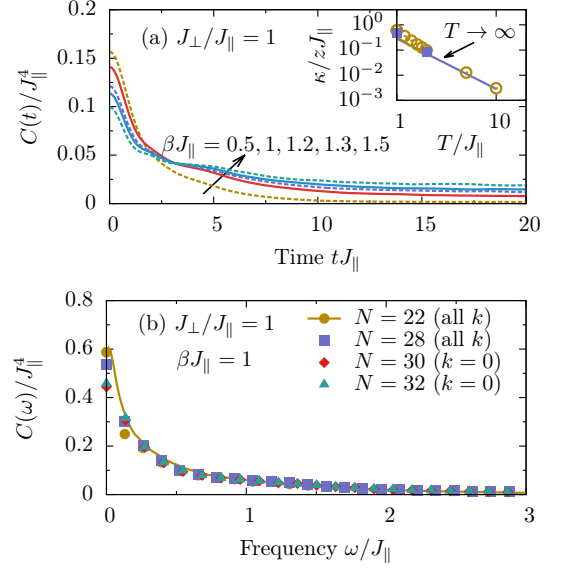 (a) J⊥/J∥ = 1
C(t)/J∥⁴
0.15
0.1
0.05
0
0 5 10 15 20
Time tJ∥
βJ∥ = 0.5, 1, 1.2, 1.3, 1.5
κ/zJ∥
10⁰
10⁻¹
10⁻²
10⁻³
T → ∞
1 10
T/J∥
(b) J⊥/J∥ = 1
βJ∥ = 1
N = 22 (all k)
N = 28 (all k)
N = 30 (k = 0)
N = 32 (k = 0)
C(ω)/J∥⁴
0.8
0.6
0.4
0.2
0
0 1 2 3
Frequency ω/J∥